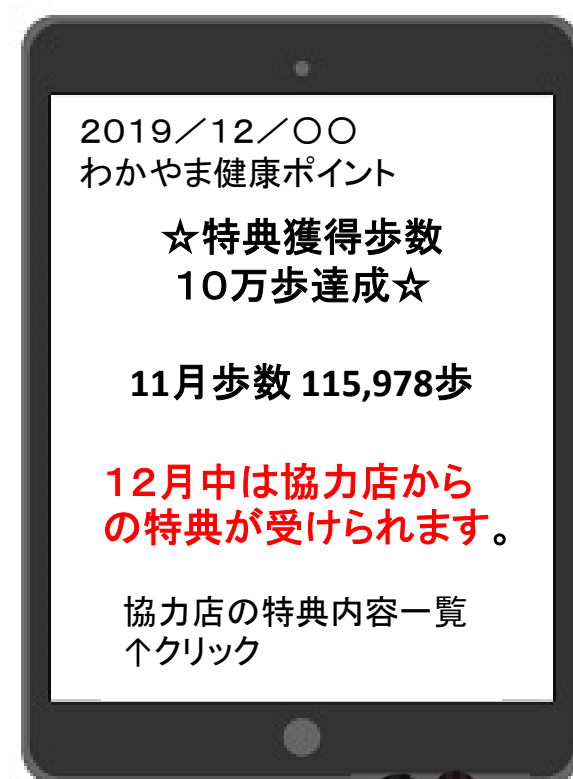 2019／12／〇〇
わかやま健康ポイント
☆特典獲得歩数
10万歩達成☆
11月歩数 115,978歩
12月中は協力店から
の特典が受けられます。
協力店の特典内容一覧
↑クリック